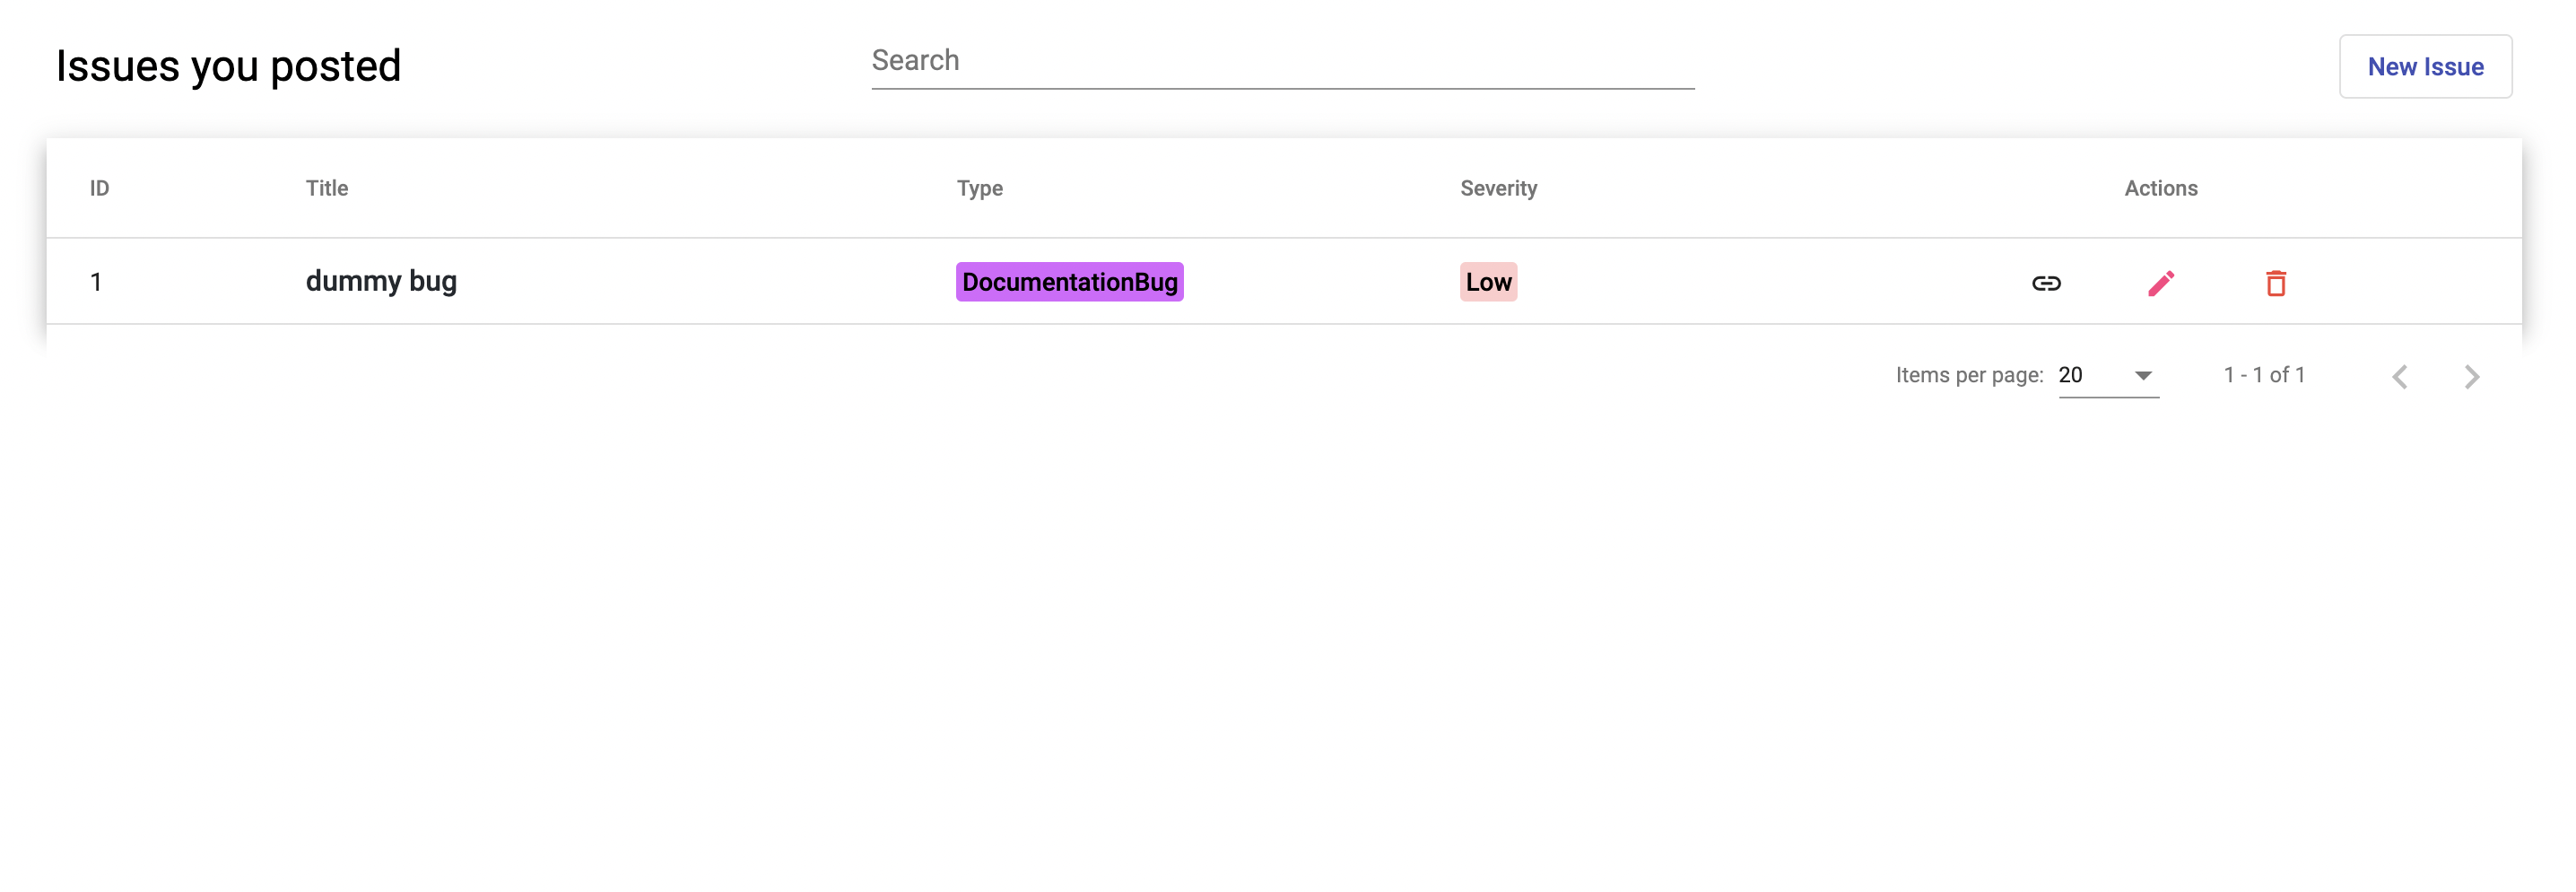 Issues you posted
Search
New Issue
ID Title Type Severity Actions
1 dummy bug DocumentationBug Low
Items per page: 20 1 - 1 of 1